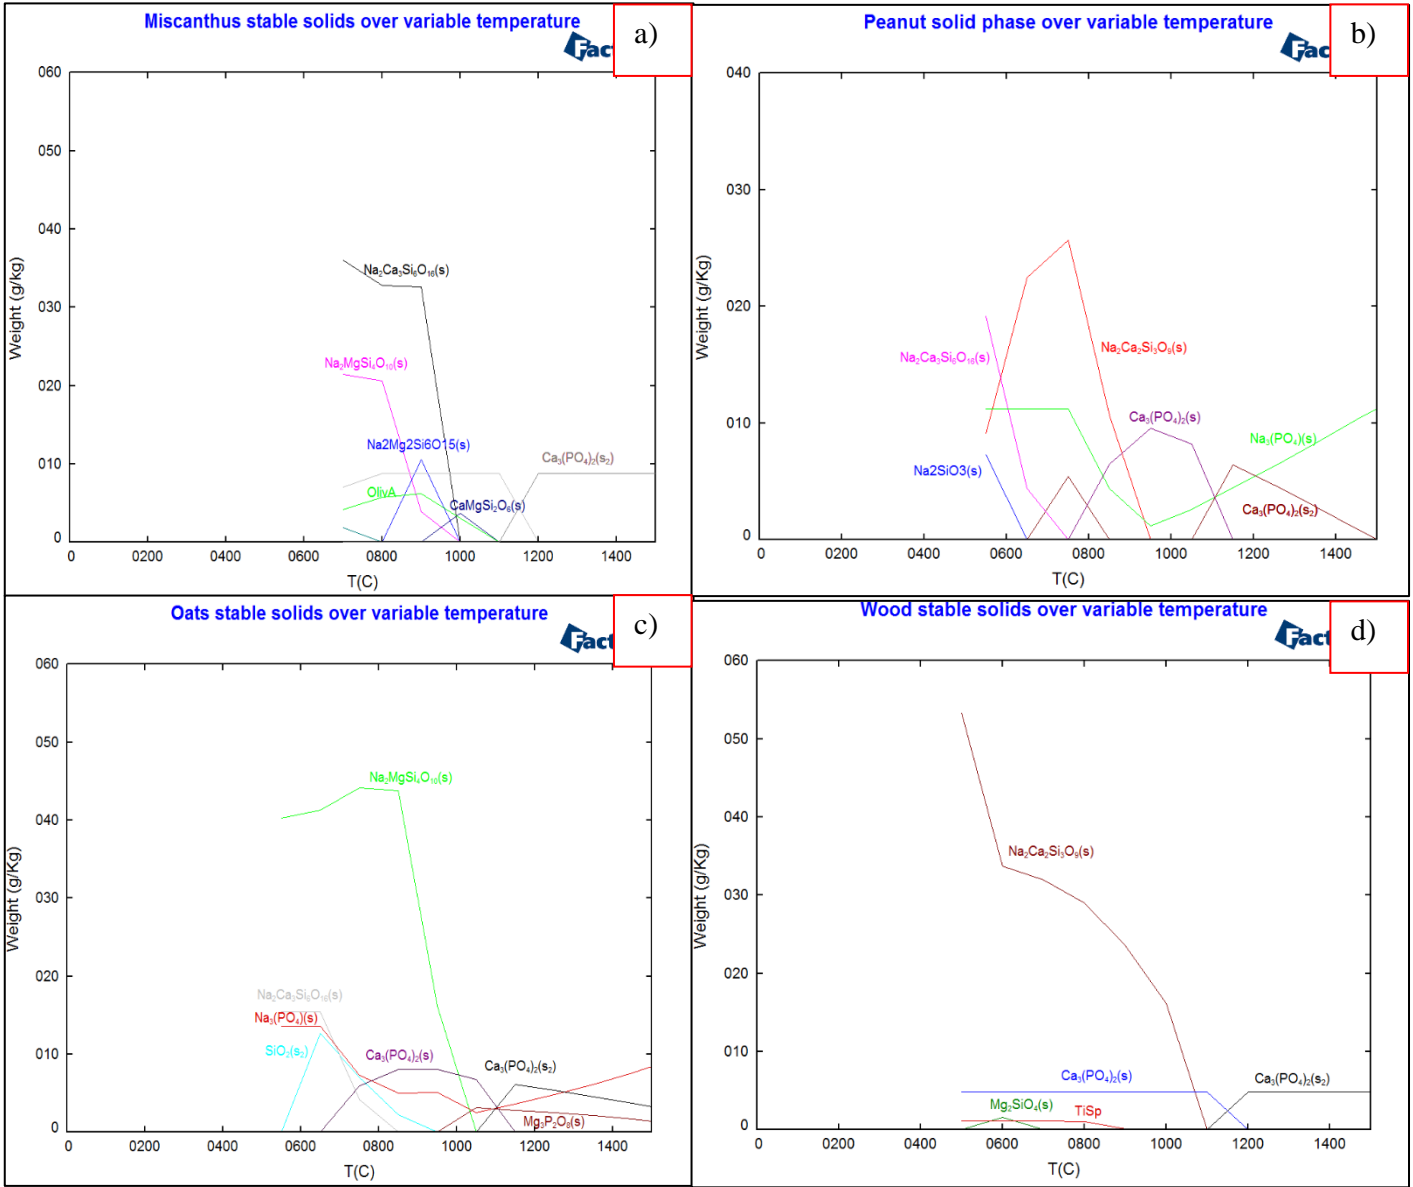 Miscanthus stable solids over variable temperature
a)
Fact
060
050
040
030
020
010
0
Weight (g/Kg)
Na₂Ca₃Si₆O₁₆(s)
Na₂MgSi₄O₁₀(s)
Na2Mg2Si6O15(s)
Ca₃(PO₄)₂(s₂)
OlivA
CaMgSi₂O₆(s)
0 0200 0400 0600 0800 1000 1200 1400
T(C)
Peanut solid phase over variable temperature
b)
Fact
040
030
020
010
0
Weight (g/Kg)
Na₂Ca₃Si₆O₁₆(s)
Na₂Ca₂Si₃O₉(s)
Ca₃(PO₄)₂(s)
Na₃(PO₄)(s)
Na2SiO3(s)
Ca₃(PO₄)₂(s₂)
0 0200 0400 0600 0800 1000 1200 1400
T(C)
Oats stable solids over variable temperature
c)
Fact
060
050
040
030
020
010
0
Weight (g/Kg)
Na₂MgSi₄O₁₆(s)
Na₂Ca₃Si₆O₁₆(s)
Na₃(PO₄)(s)
SiO₂(s₂)
Ca₃(PO₄)₂(s)
Ca₃(PO₄)₂(s₂)
Mg₃P₂O₈(s)
0 0200 0400 0600 0800 1000 1200 1400
T(C)
Wood stable solids over variable temperature
d)
Fact
060
050
040
030
020
010
0
Weight (g/Kg)
Na₂Ca₂Si₃O₉(s)
Ca₃(PO₄)₂(s)
Ca₃(PO₄)₂(s₂)
Mg₂SiO₄(s)
TiSp
0 0200 0400 0600 0800 1000 1200 1400
T(C)